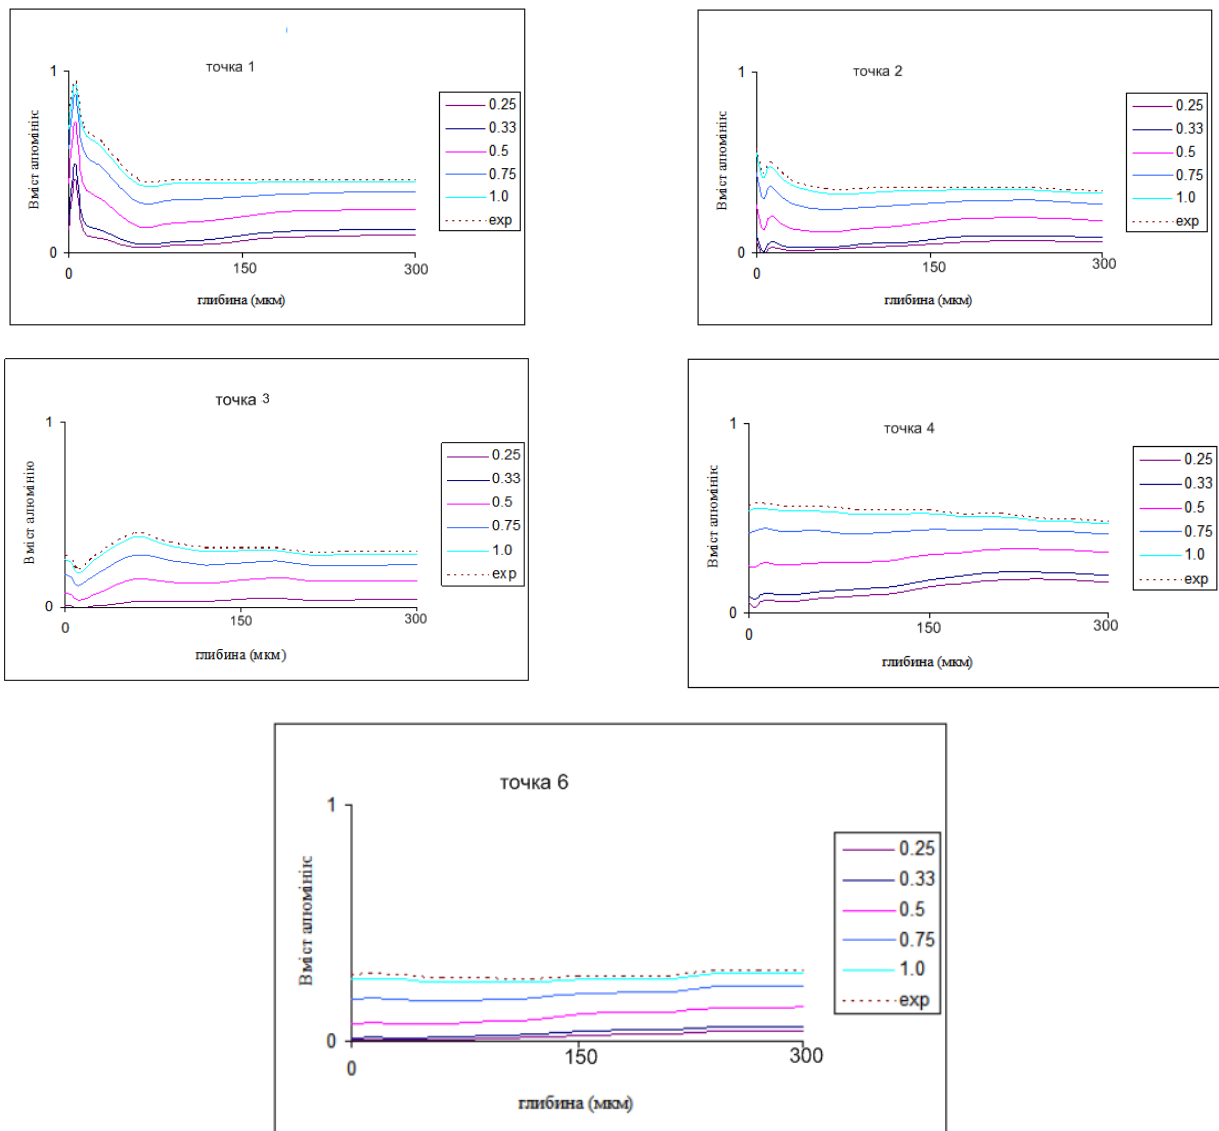 точка 1
Вміст алюмініє
1
0
0
150
300
глибина (мкм)
0.25
0.33
0.5
0.75
1.0
exp
точка 2
Вміст алюмініє
1
0
0
150
300
глибина (мкм)
0.25
0.33
0.5
0.75
1.0
exp
точка 3
Вміст алюмінію
1
0
0
150
300
глибина (мкм)
0.25
0.33
0.5
0.75
1.0
exp
точка 4
Вміст алюмініє
1
0
0
150
300
глибина (мкм)
0.25
0.33
0.5
0.75
1.0
exp
точка 6
Вміст алюмініє
1
0
0
150
300
глибина (мкм)
0.25
0.33
0.5
0.75
1.0
exp